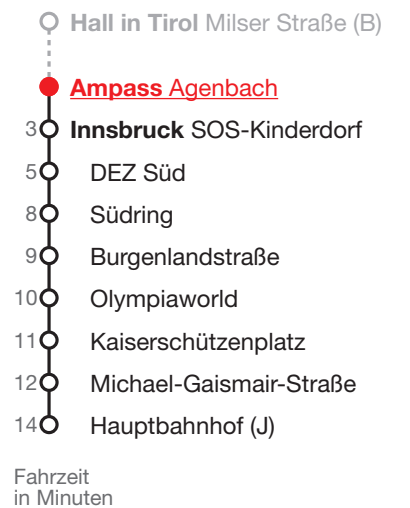 Hall in Tirol Milser Straße (B)
Ampass Agenbach
3 Innsbruck SOS-Kinderdorf
5 DEZ Süd
8 Südring
9 Burgenlandstraße
10 Olympiaworld
11 Kaiserschützenplatz
12 Michael-Gaismair-Straße
14 Hauptbahnhof (J)
Fahrzeit
in Minuten